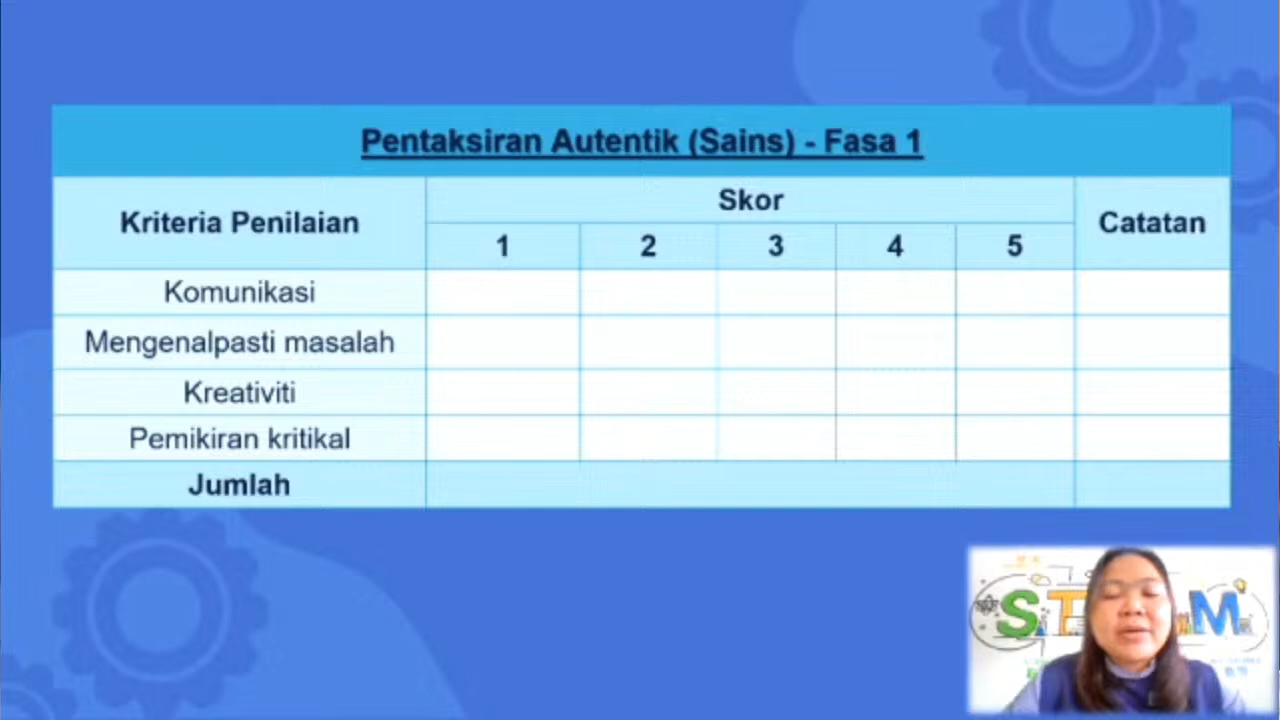 Pentaksiran Autentik (Sains) - Fasa 1
Kriteria Penilaian
Skor
Catatan
1 2 3 4 5
Komunikasi
Mengenalpasti masalah
Kreativiti
Pemikiran kritikal
Jumlah
ST M